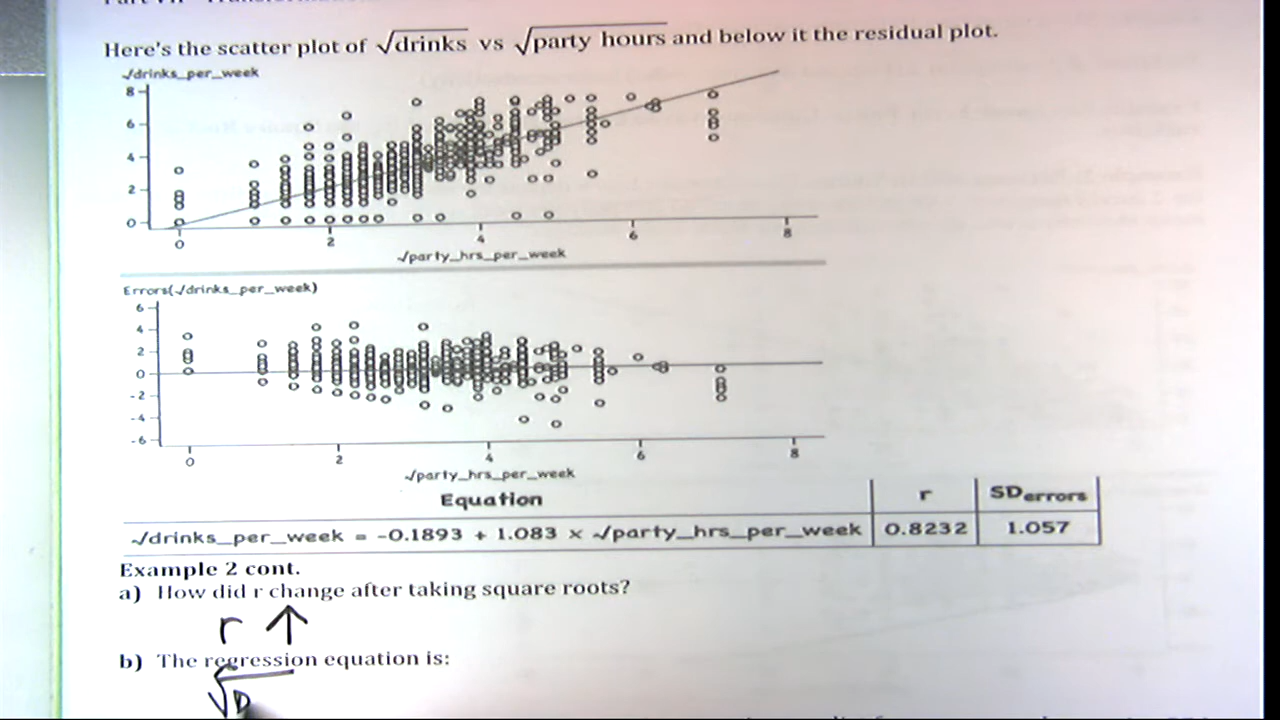 Here's the scatter plot of √drinks vs √party hours and below it the residual plot.
√drinks_per_week
8
6
4
2
0
0 2 4 6 8
√party_hrs_per_week
Errors(√drinks_per_week)
6
4
2
0
-2
-4
-6
0 2 4 6 8
√party_hrs_per_week
Equation r SDerrors
√drinks_per_week = -0.1893 + 1.083 x √party_hrs_per_week 0.8232 1.057
Example 2 cont.
a) How did r change after taking square roots?
r ↑
b) The regression equation is:
√D